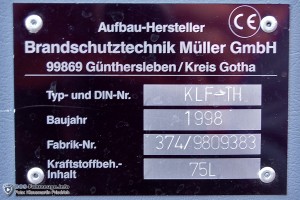 Aufbau-Hersteller
CE
Brandschutztechnik Müller GmbH
99869 Günthersleben/Kreis Gotha
Typ- und DIN-Nr. KLF-TH
Baujahr 1998
Fabrik-Nr. 374/9809383
Kraftstoffbeh.-
Inhalt 75L